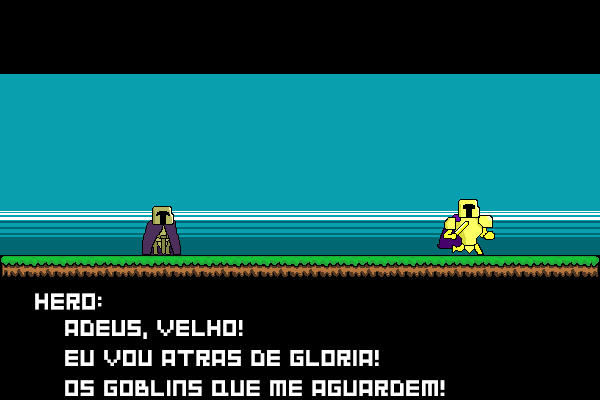 HERO:
ADEUS, VELHO!
EU VOU ATRAS DE GLORIA!
OS GOBLINS QUE ME AGUARDEM!